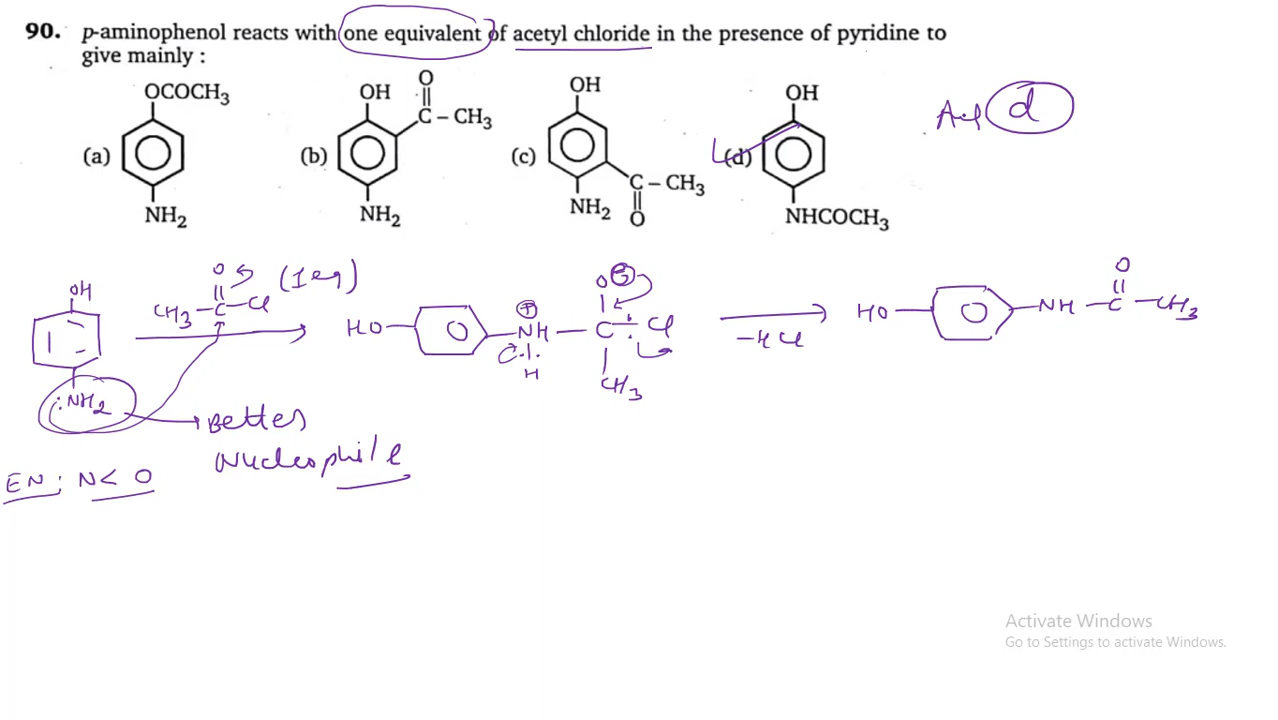 90. p-aminophenol reacts with one equivalent of acetyl chloride in the presence of pyridine to
give mainly :
(a) OCOCH3 NH2
(b) OH O C – CH3 NH2
(c) OH C – CH3 O NH2
(d) OH NHCOCH3
d
OH :NH2
CH3–C–Cl O (1 eq)
HO NH ⊕ H C O ⊖ Cl CH3
–HCl
HO NH – C – CH3 O
Better
Nucleophile
EN : N < O
Activate Windows
Go to Settings to activate Windows.